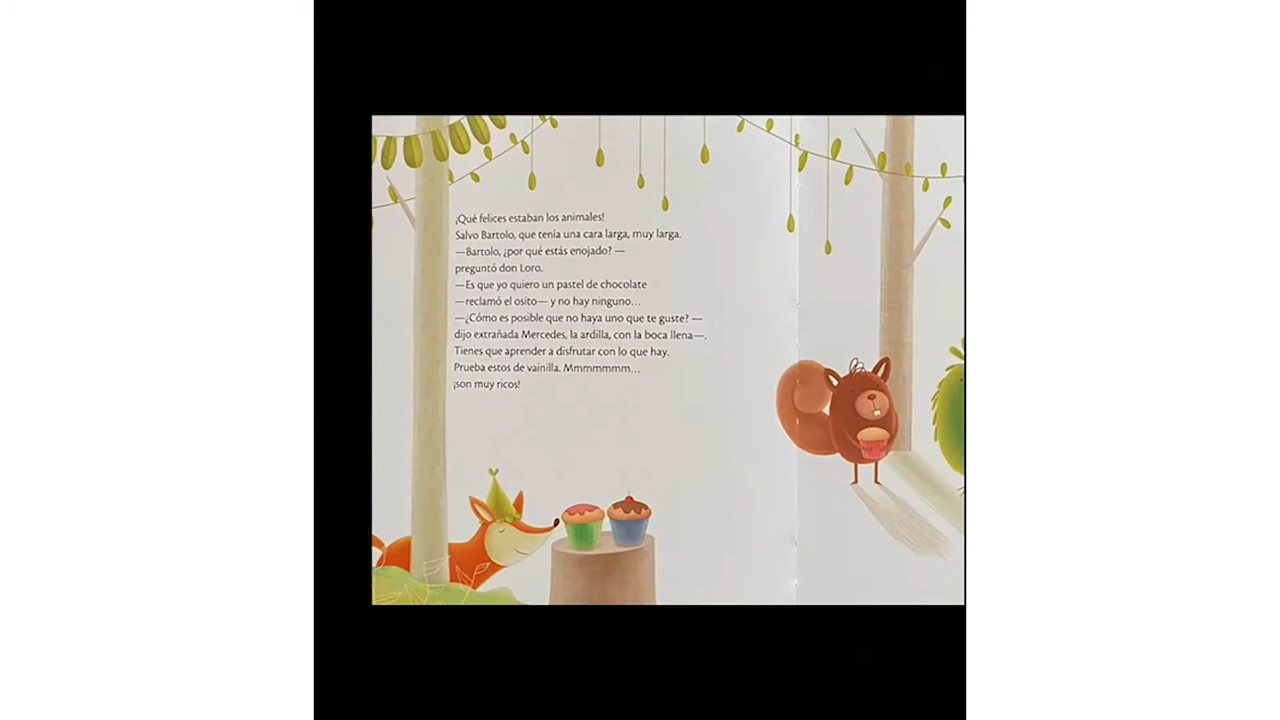 ¡Qué felices estaban los animales!
Salvo Bartolo, que tenía una cara larga, muy larga.
—Bartolo, ¿por qué estás enojado? —
preguntó don Loro.
—Es que yo quiero un pastel de chocolate
—reclamó el osito— y no hay ninguno...
—¿Cómo es posible que no haya uno que te guste? —
dijo extrañada Mercedes, la ardilla, con la boca llena—.
Tienes que aprender a disfrutar con lo que hay.
Prueba estos de vainilla. Mmmmmmm...
¡son muy ricos!